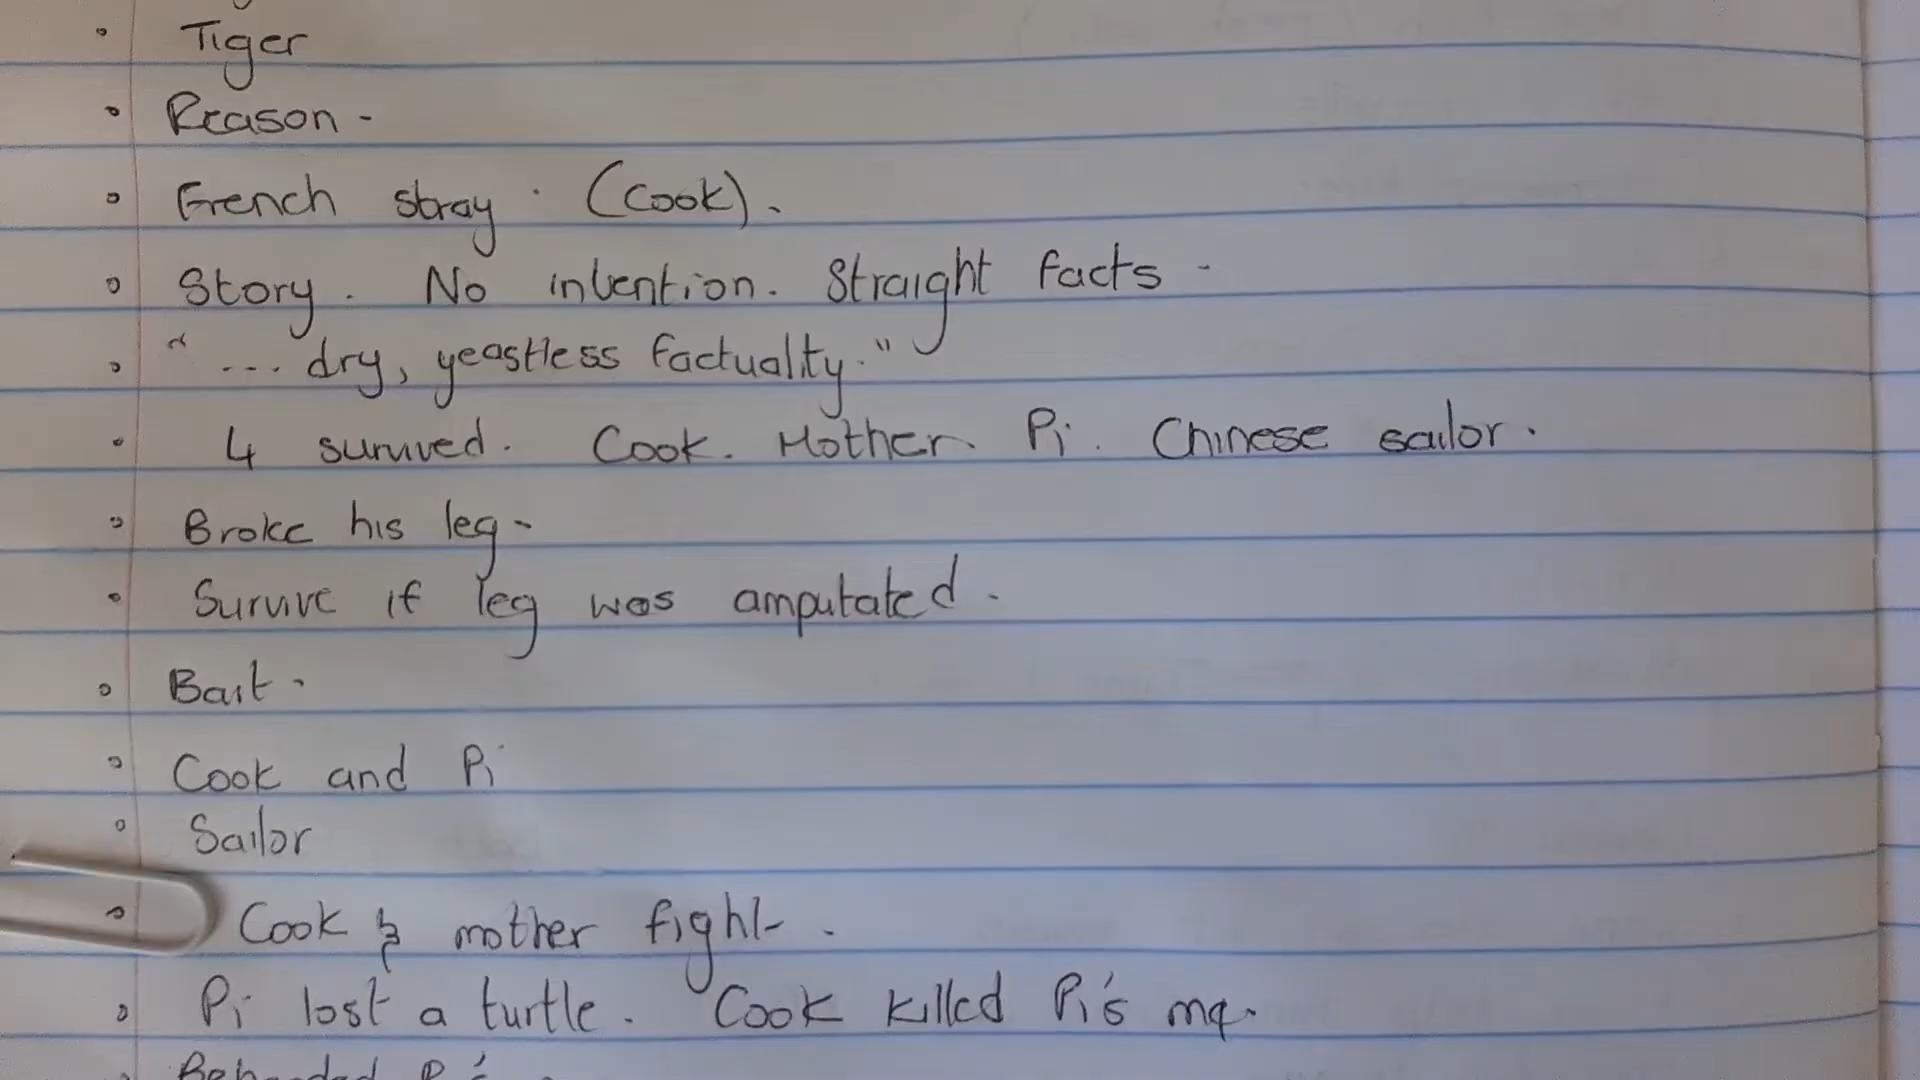 • Tiger
• Reason -
• French stray. (Cook).
• Story. No invention. Straight facts -
• "... dry, yeastless factuality."
• 4 survived. Cook. Mother. Pi. Chinese sailor.
• Broke his leg -
• Survive if leg was amputated.
• Bait.
• Cook and Pi
• Sailor
• Cook & mother fight.
• Pi lost a turtle. Cook killed Pi's